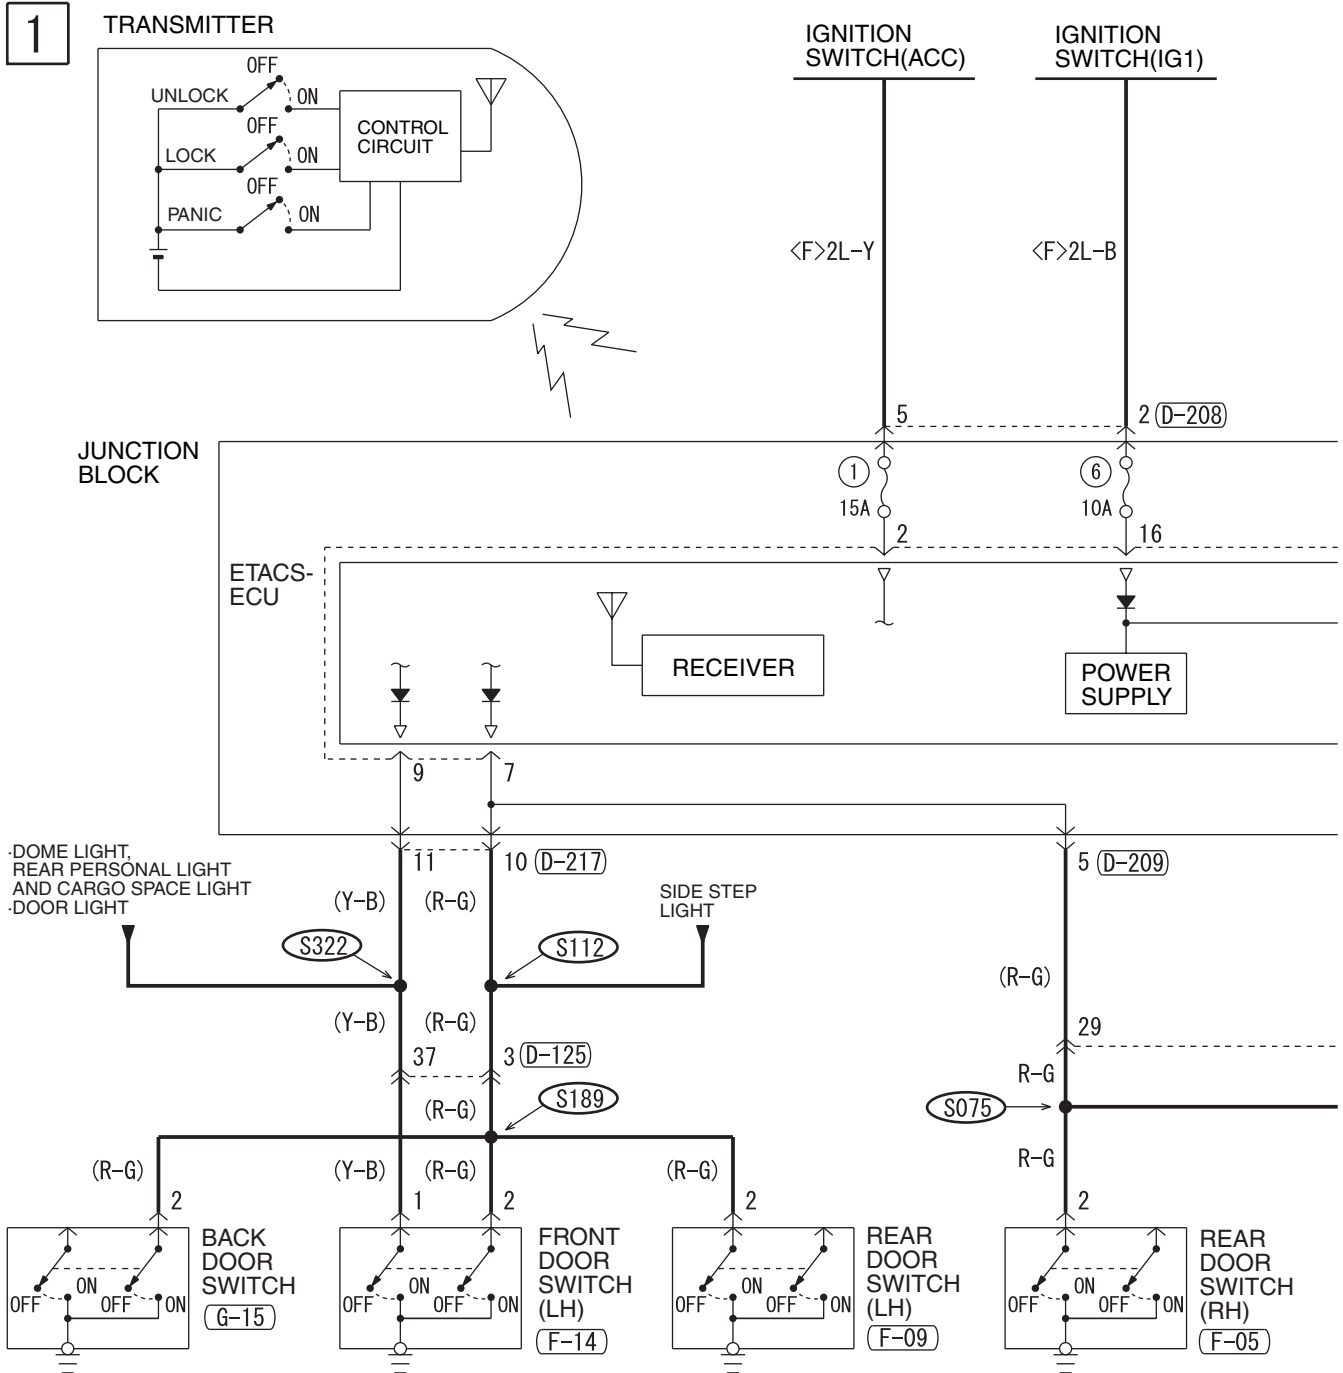 1
TRANSMITTER
IGNITION
SWITCH(ACC)
IGNITION
SWITCH(IG1)
OFF
UNLOCK
ON
CONTROL
CIRCUIT
OFF
LOCK
ON
OFF
PANIC
ON
<F>2L-Y
<F>2L-B
5
2
D-208
JUNCTION
BLOCK
1
6
15A
10A
2
16
ETACS-
ECU
RECEIVER
POWER
SUPPLY
9
7
·DOME LIGHT,
REAR PERSONAL LIGHT
AND CARGO SPACE LIGHT
·DOOR LIGHT
11
10
D-217
5
D-209
(Y-B)
(R-G)
SIDE STEP
LIGHT
S322
S112
(R-G)
(Y-B)
(R-G)
29
37
3
D-125
R-G
(R-G)
S189
S075
(R-G)
(Y-B)
(R-G)
(R-G)
R-G
2
1
2
2
2
BACK
DOOR
SWITCH
G-15
ON
OFF
OFF
ON
FRONT
DOOR
SWITCH
(LH)
F-14
ON
OFF
OFF
ON
REAR
DOOR
SWITCH
(LH)
F-09
ON
OFF
OFF
ON
REAR
DOOR
SWITCH
(RH)
F-05
ON
OFF
OFF
ON